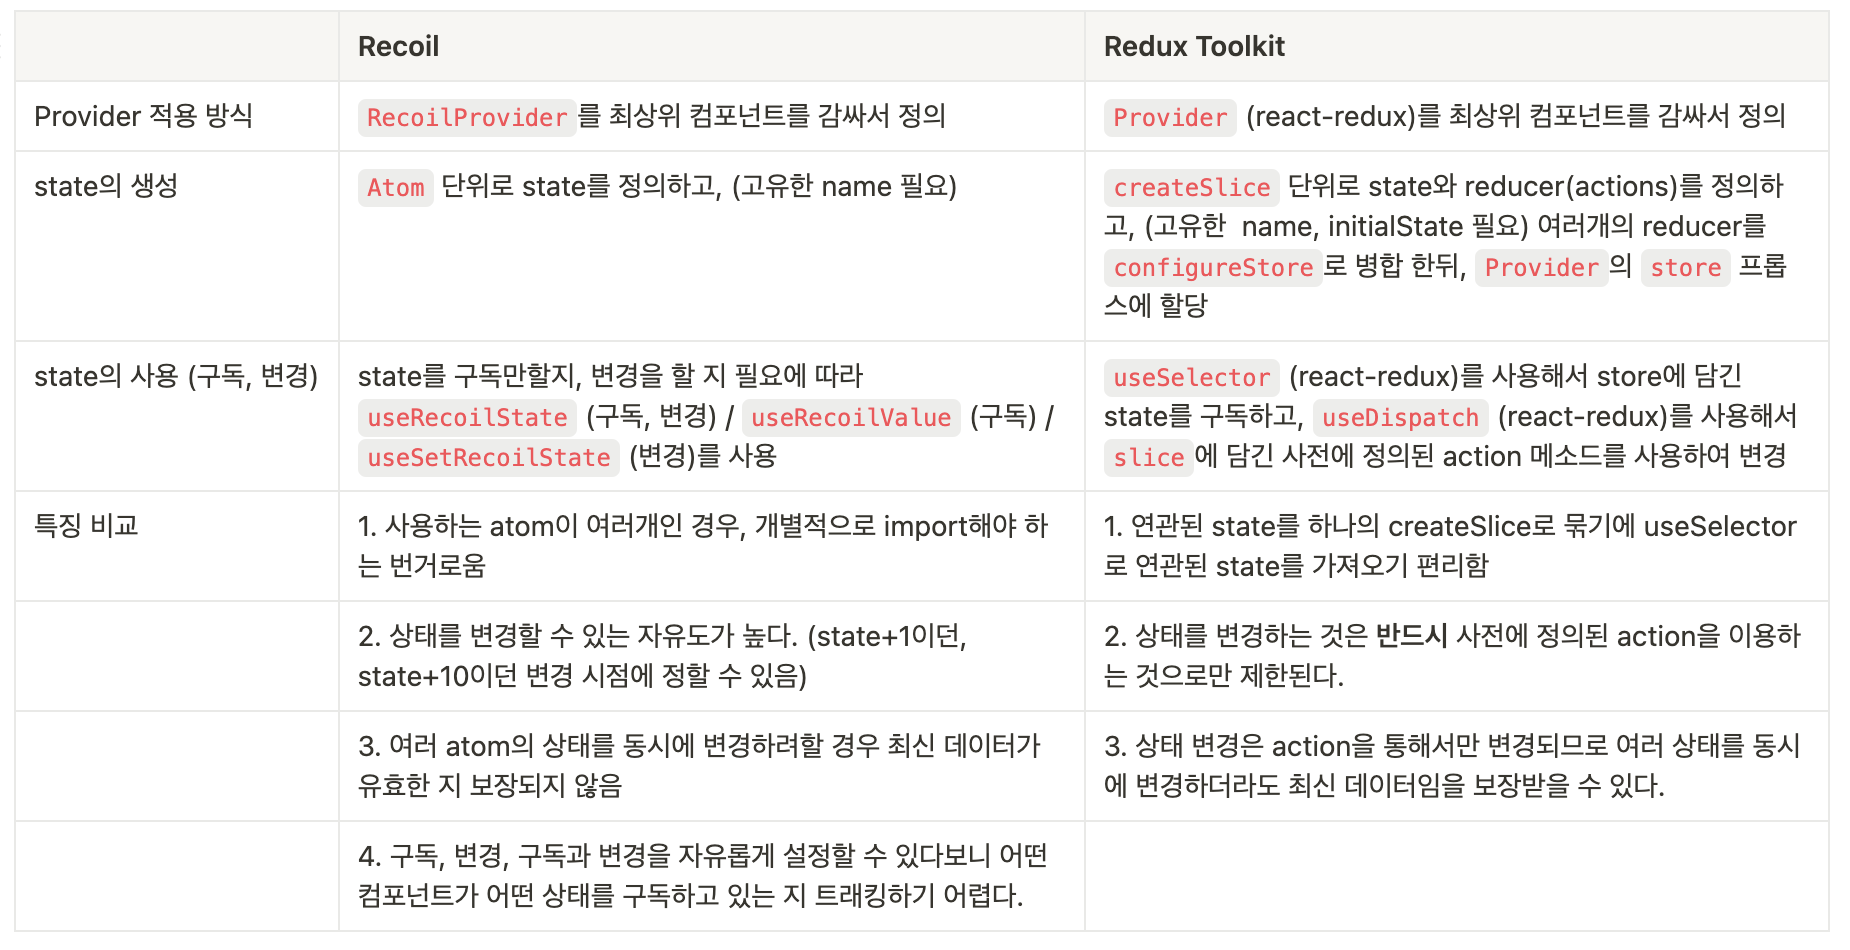 Recoil
Redux Toolkit
Provider 적용 방식
RecoilProvider를 최상위 컴포넌트를 감싸서 정의
Provider (react-redux)를 최상위 컴포넌트를 감싸서 정의
state의 생성
Atom 단위로 state를 정의하고, (고유한 name 필요)
createSlice 단위로 state와 reducer(actions)를 정의하
고, (고유한 name, initialState 필요) 여러개의 reducer를
configureStore로 병합 한뒤, Provider의 store 프롭
스에 할당
state의 사용 (구독, 변경)
state를 구독만할지, 변경을 할 지 필요에 따라
useRecoilState (구독, 변경) / useRecoilValue (구독) /
useSetRecoilState (변경)를 사용
useSelector (react-redux)를 사용해서 store에 담긴
state를 구독하고, useDispatch (react-redux)를 사용해서
slice에 담긴 사전에 정의된 action 메소드를 사용하여 변경
특징 비교
1. 사용하는 atom이 여러개인 경우, 개별적으로 import해야 하
는 번거로움
1. 연관된 state를 하나의 createSlice로 묶기에 useSelector
로 연관된 state를 가져오기 편리함
2. 상태를 변경할 수 있는 자유도가 높다. (state+1이던,
state+10이던 변경 시점에 정할 수 있음)
2. 상태를 변경하는 것은 반드시 사전에 정의된 action을 이용하
는 것으로만 제한된다.
3. 여러 atom의 상태를 동시에 변경하려할 경우 최신 데이터가
유효한 지 보장되지 않음
3. 상태 변경은 action을 통해서만 변경되므로 여러 상태를 동시
에 변경하더라도 최신 데이터임을 보장받을 수 있다.
4. 구독, 변경, 구독과 변경을 자유롭게 설정할 수 있다보니 어떤
컴포넌트가 어떤 상태를 구독하고 있는 지 트래킹하기 어렵다.